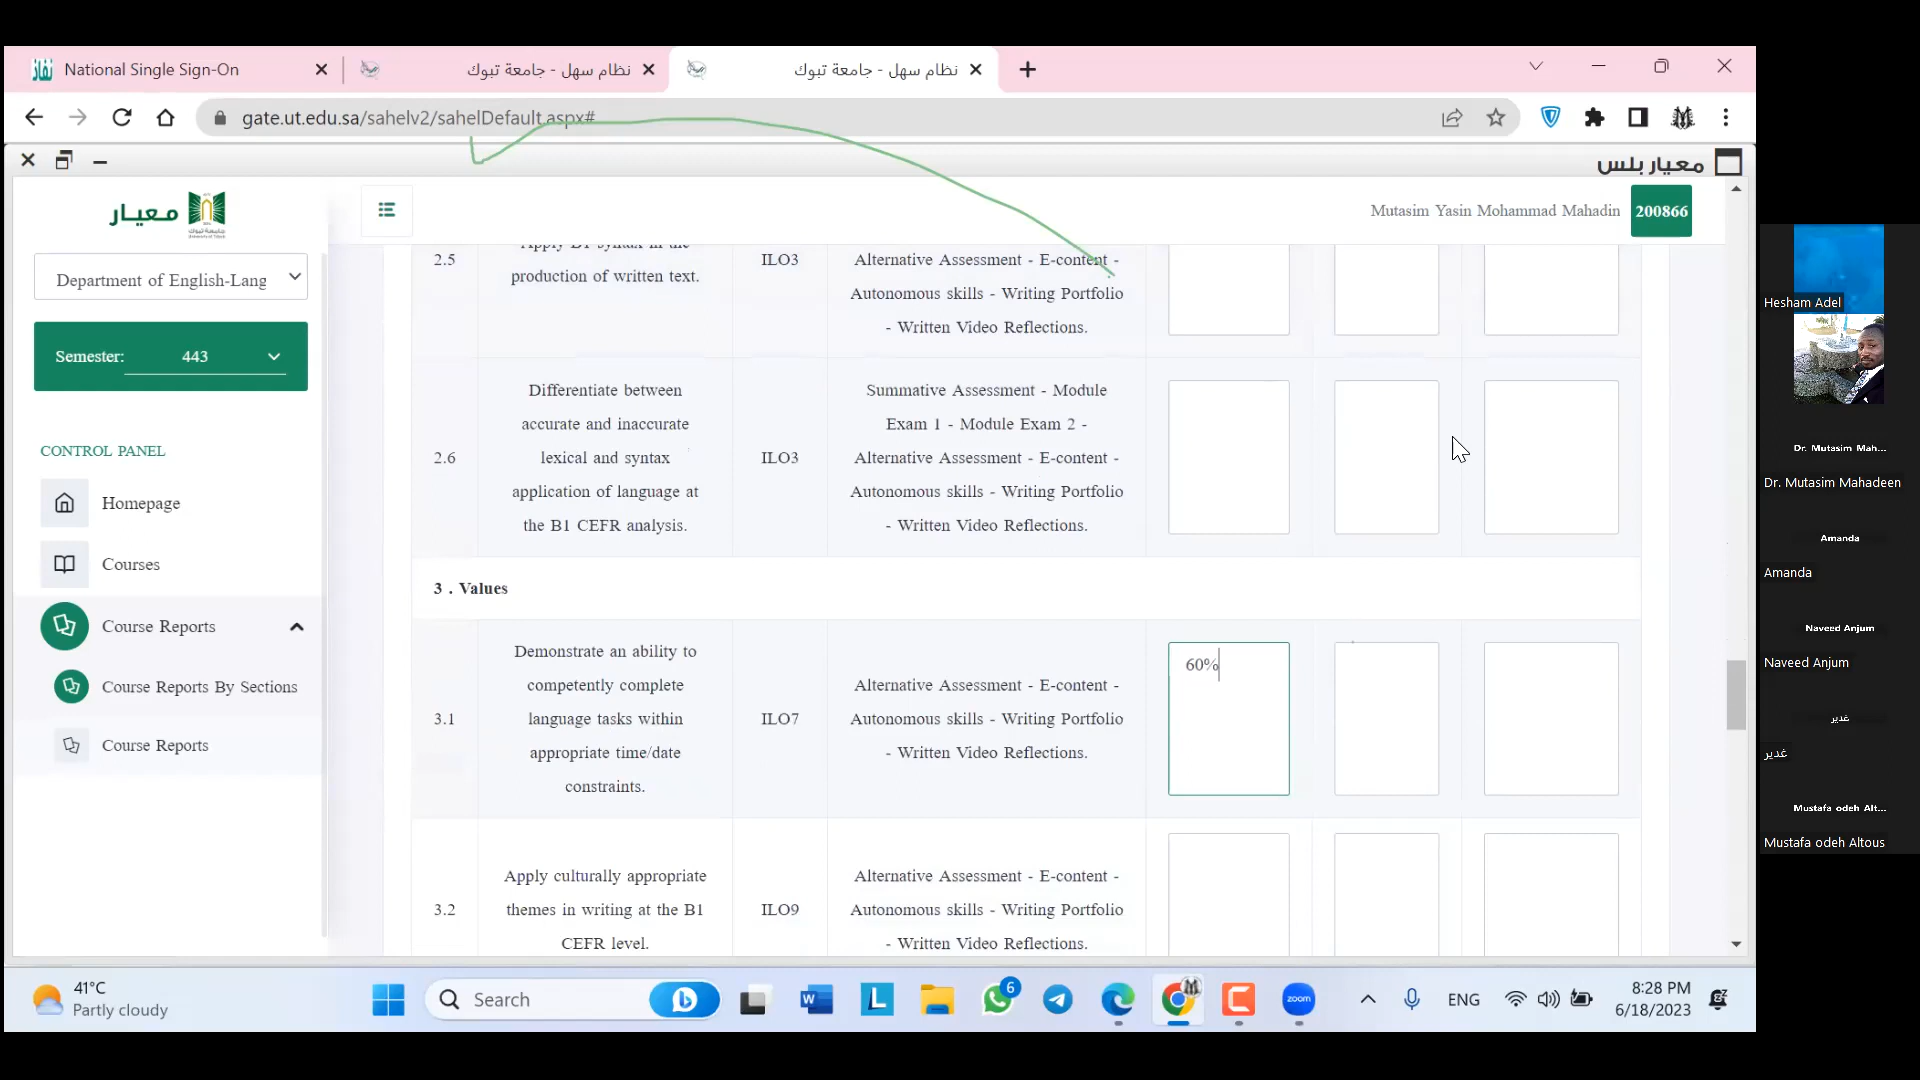 National Single Sign-On
نظام سهل - جامعة تبوك
نظام سهل - جامعة تبوك
gate.ut.edu.sa/sahelv2/sahelDefault.aspx#
معيار بلس
معيار
Mutasim Yasin Mohammad Mahadin
200866
Department of English-Lang
Semester: 443
CONTROL PANEL
Homepage
Courses
Course Reports
Course Reports By Sections
Course Reports
2.5
Apply B1 syntax in the
production of written text.
ILO3
Alternative Assessment - E-content -
Autonomous skills - Writing Portfolio
- Written Video Reflections.
2.6
Differentiate between
accurate and inaccurate
lexical and syntax
application of language at
the B1 CEFR analysis.
ILO3
Summative Assessment - Module
Exam 1 - Module Exam 2 -
Alternative Assessment - E-content -
Autonomous skills - Writing Portfolio
- Written Video Reflections.
3 . Values
3.1
Demonstrate an ability to
competently complete
language tasks within
appropriate time/date
constraints.
ILO7
Alternative Assessment - E-content -
Autonomous skills - Writing Portfolio
- Written Video Reflections.
60%
3.2
Apply culturally appropriate
themes in writing at the B1
CEFR level.
ILO9
Alternative Assessment - E-content -
Autonomous skills - Writing Portfolio
- Written Video Reflections.
Hesham Adel
Dr. Mutasim Mah...
Dr. Mutasim Mahadeen
Amanda
Amanda
Naveed Anjum
Naveed Anjum
غدير
غدير
Mustafa odeh Alt...
Mustafa odeh Altous
41°C
Partly cloudy
Search
6
zoom
ENG
8:28 PM
6/18/2023